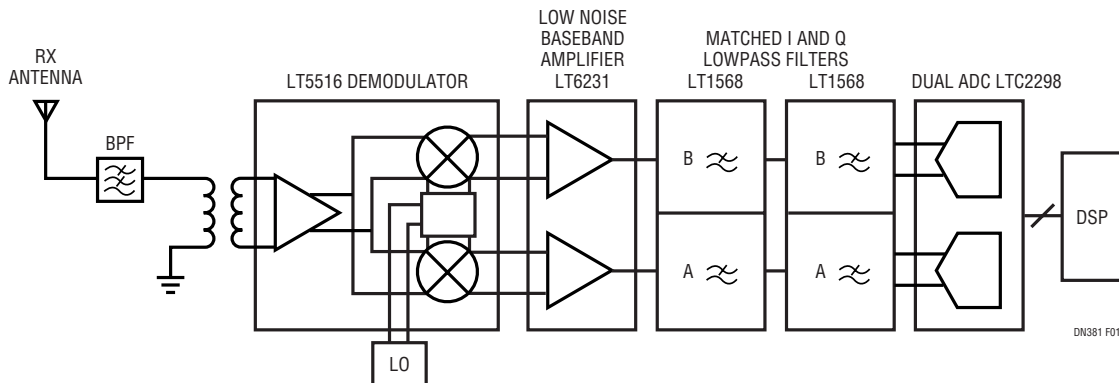 RX
ANTENNA
BPF
LT5516 DEMODULATOR
LO
LOW NOISE
BASEBAND
AMPLIFIER
LT6231
MATCHED I AND Q
LOWPASS FILTERS
LT1568
LT1568
B
B
A
A
DUAL ADC LTC2298
DSP
DN381 F01